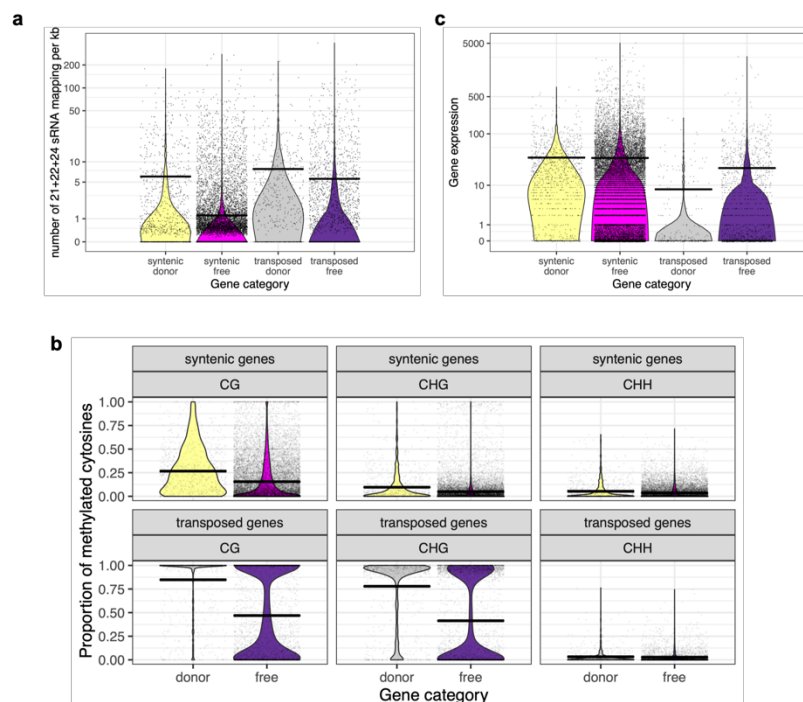 a
number of 21+22+24 sRNA mapping per kb
200
100
50
10
5
1
0
syntenic donor
syntenic free
transposed donor
transposed free
Gene category
c
Gene expression
5000
500
100
10
1
0
syntenic donor
syntenic free
transposed donor
transposed free
Gene category
b
Proportion of methylated cytosines
syntenic genes
syntenic genes
syntenic genes
CG
CHG
CHH
1.00
0.75
0.50
0.25
0.00
transposed genes
transposed genes
transposed genes
CG
CHG
CHH
1.00
0.75
0.50
0.25
0.00
donor
free
donor
free
donor
free
Gene category